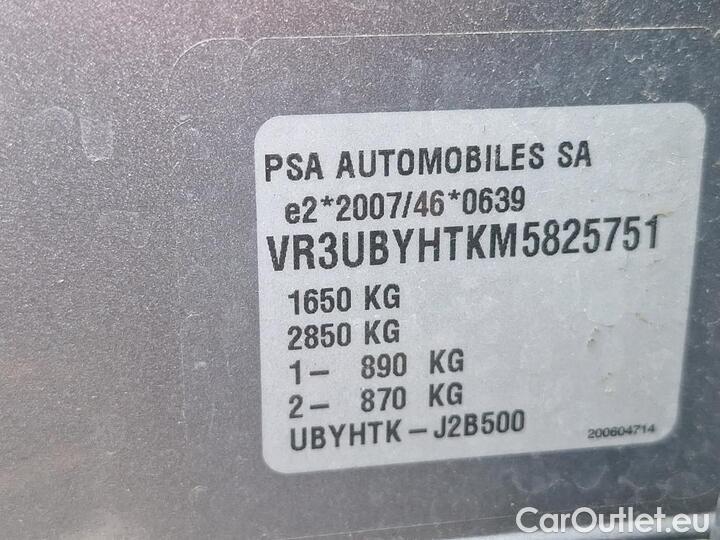 PSA AUTOMOBILES SA
e2*2007/46*0639
VR3UBYHTKM5825751
1650 KG
2850 KG
1- 890 KG
2- 870 KG
UBYHTK-J2B500
200604714
CarOutlet.eu